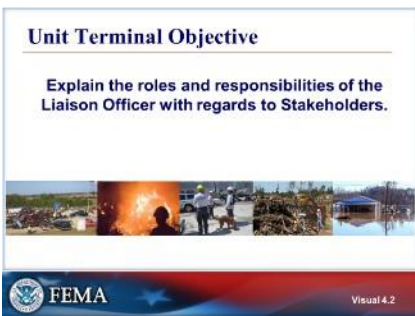 Unit Terminal Objective
Explain the roles and responsibilities of the
Liaison Officer with regards to Stakeholders.
FEMA
Visual 4.2